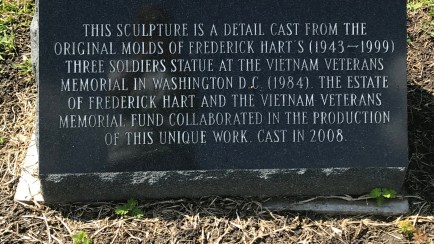 THIS SCULPTURE IS A DETAIL CAST FROM THE
ORIGINAL MOLDS OF FREDERICK HART'S (1943–1999)
THREE SOLDIERS STATUE AT THE VIETNAM VETERANS
MEMORIAL IN WASHINGTON D.C. (1984). THE ESTATE
OF FREDERICK HART AND THE VIETNAM VETERANS
MEMORIAL FUND COLLABORATED IN THE PRODUCTION
OF THIS UNIQUE WORK. CAST IN 2008.